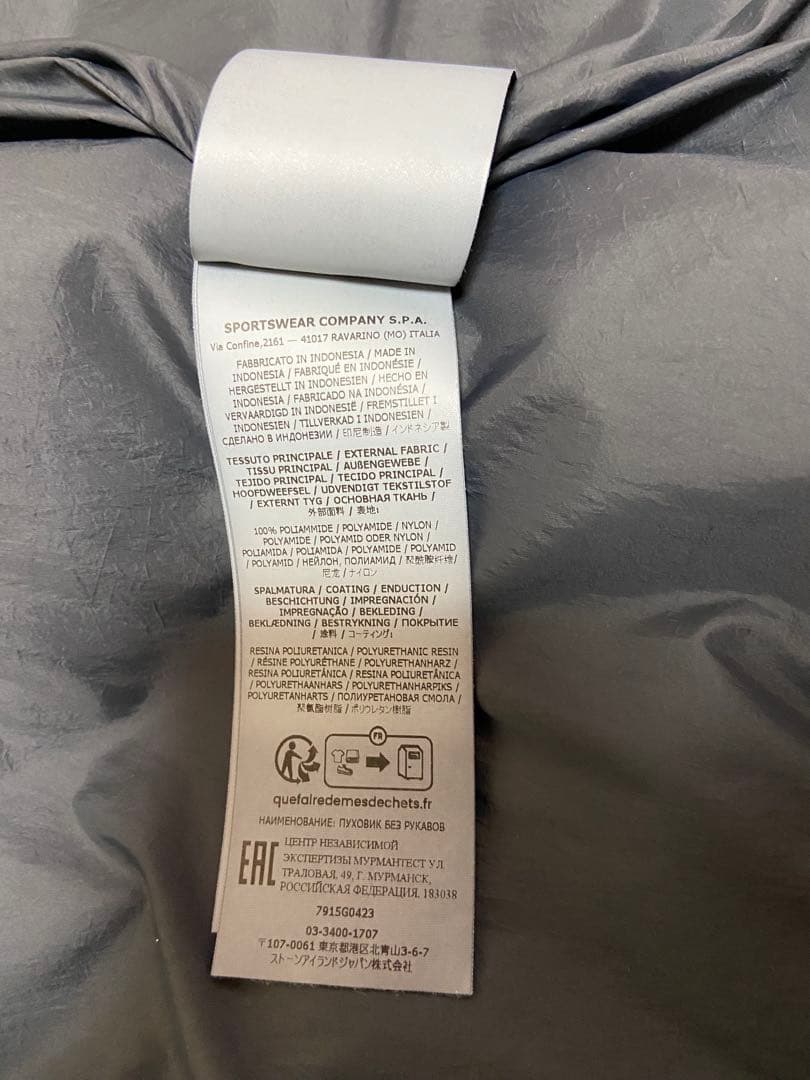 SPORTSWEAR COMPANY S.P.A.
Via Confine,2161 — 41017 RAVARINO (MO) ITALIA
FABBRICATO IN INDONESIA / MADE IN
INDONESIA / FABRIQUÉ EN INDONÉSIE /
HERGESTELLT IN INDONESIEN / HECHO EN
INDONESIA / FABRICADO NA INDONÉSIA /
VERVAARDIGD IN INDONESIË / FREMSTILLET I
INDONESIEN / TILLVERKAD I INDONESIEN /
СДЕЛАНО В ИНДОНЕЗИИ / 印尼制造 / インドネシア製
TESSUTO PRINCIPALE / EXTERNAL FABRIC /
TISSU PRINCIPAL / AUßENGEWEBE /
TEJIDO PRINCIPAL / TECIDO PRINCIPAL /
HOOFDWEEFSEL / UDVENDIGT TEKSTILSTOF
/ EXTERNT TYG / ОСНОВНАЯ ТКАНЬ /
外部面料 / 表地:
100% POLIAMMIDE / POLYAMIDE / NYLON /
POLYAMIDE / POLYAMID ODER NYLON /
POLIAMIDA / POLIAMIDA / POLYAMIDE / POLYAMID
/ POLYAMID / НЕЙЛОН, ПОЛИАМИД / 聚酰胺纤维/
尼龙 / ナイロン
SPALMATURA / COATING / ENDUCTION /
BESCHICHTUNG / IMPREGNACIÓN /
IMPREGNAÇÃO / BEKLEDING /
BEKLÆDNING / BESTRYKNING / ПОКРЫТИЕ
/ 涂料 / コーティング:
RESINA POLIURETANICA / POLYURETHANIC RESIN
/ RÉSINE POLYURÉTHANE / POLYURETHANHARZ /
RESINA POLIURETÂNICA / RESINA POLIURETÂNICA
/ POLYURETHAANHARS / POLYURETHANHARPIKS /
POLYURETANHARTS / ПОЛИУРЕТАНОВАЯ СМОЛА /
聚氨酯树脂 / ポリウレタン樹脂
FR
quefairedemesdechets.fr
НАИМЕНОВАНИЕ: ПУХОВИК БЕЗ РУКАВОВ
EAC
ЦЕНТР НЕЗАВИСИМОЙ
ЭКСПЕРТИЗЫ МУРМАНТЕСТ УЛ.
ТРАЛОВАЯ, 49, Г. МУРМАНСК,
РОССИЙСКАЯ ФЕДЕРАЦИЯ, 183038
7915G0423
03-3400-1707
〒107-0061 東京都港区北青山3-6-7
ストーンアイランドジャパン株式会社